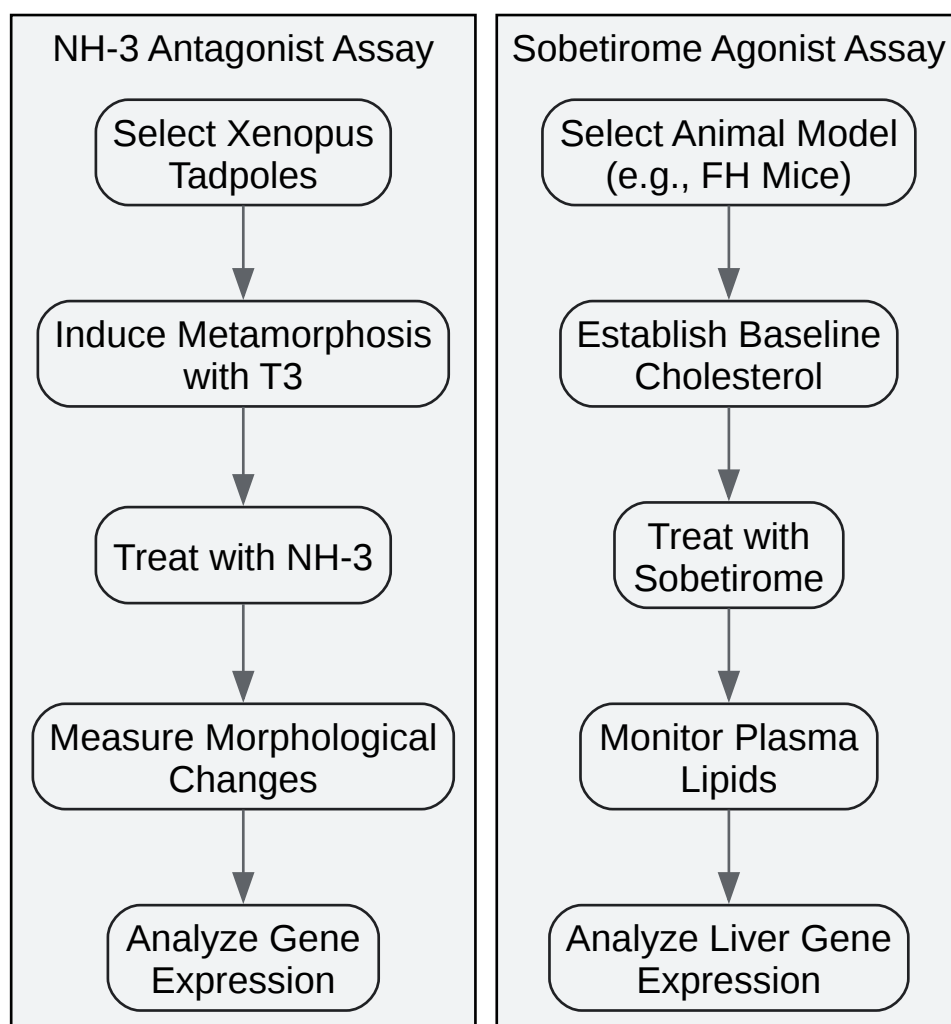 NH-3 Antagonist Assay
Select Xenopus
Tadpoles
Induce Metamorphosis
with T3
Treat with NH-3
Measure Morphological
Changes
Analyze Gene
Expression
Sobetirome Agonist Assay
Select Animal Model
(e.g., FH Mice)
Establish Baseline
Cholesterol
Treat with
Sobetirome
Monitor Plasma
Lipids
Analyze Liver Gene
Expression